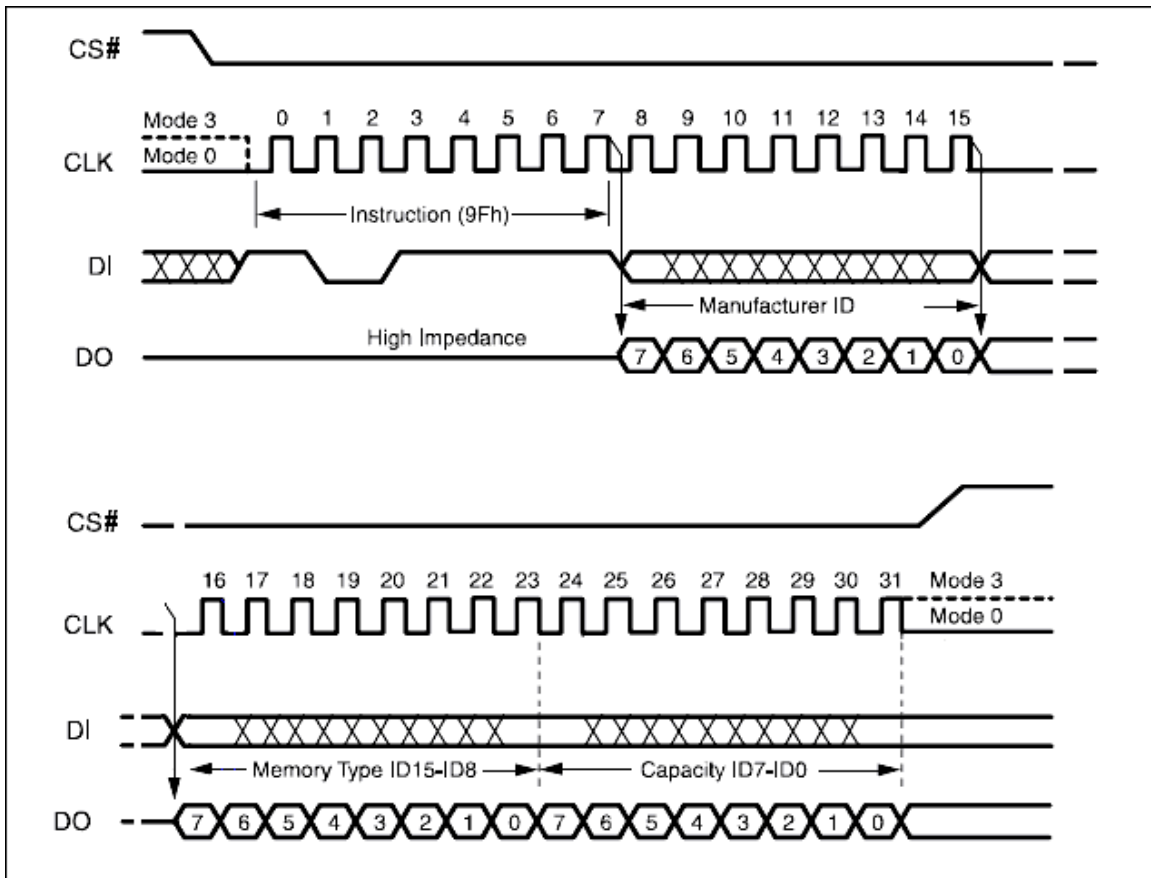 CS#
Mode 3
0 1 2 3 4 5 6 7 8 9 10 11 12 13 14 15
CLK
Mode 0
Instruction (9Fh)
DI
Manufacturer ID
High Impedance
DO
7 6 5 4 3 2 1 0
CS#
16 17 18 19 20 21 22 23 24 25 26 27 28 29 30 31
Mode 3
CLK
Mode 0
DI
Memory Type ID15-ID8
Capacity ID7-ID0
DO
7 6 5 4 3 2 1 0 7 6 5 4 3 2 1 0